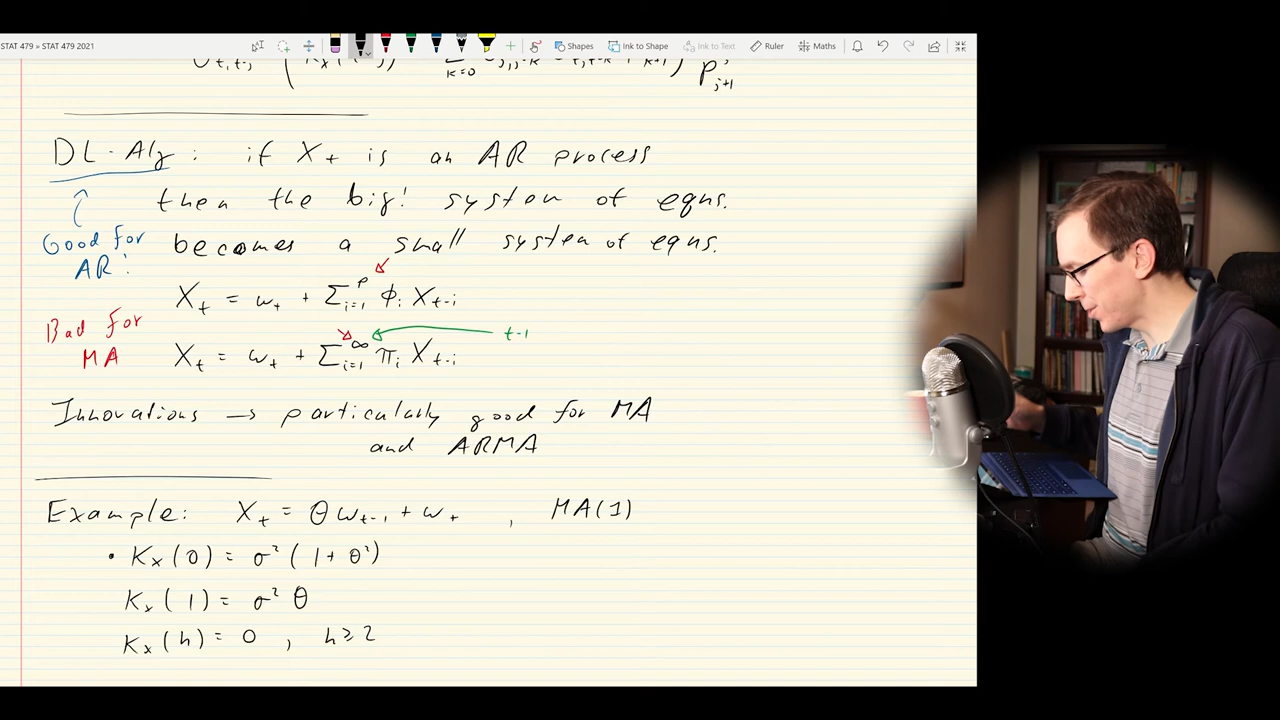 STAT 479 » STAT 479 2021
Shapes
Ink to Shape
Ink to Text
Ruler
Maths
k=0
P_{j+1}
DL-Alg: if X_t is an AR process
then the big! system of eqns.
Good for becomes a small system of eqns.
AR!
X_t = w_t + Σ_{i=1}^{p} ϕ_i X_{t-i}
Bad for
MA
X_t = w_t + Σ_{i=1}^{∞} π_i X_{t-i}
t-1
Innovations → particularly good for MA
and ARMA
Example: X_t = θ w_{t-1} + w_t , MA(1)
• K_x(0) = σ² (1 + θ²)
K_x(1) = σ² θ
K_x(h) = 0 , h ≥ 2